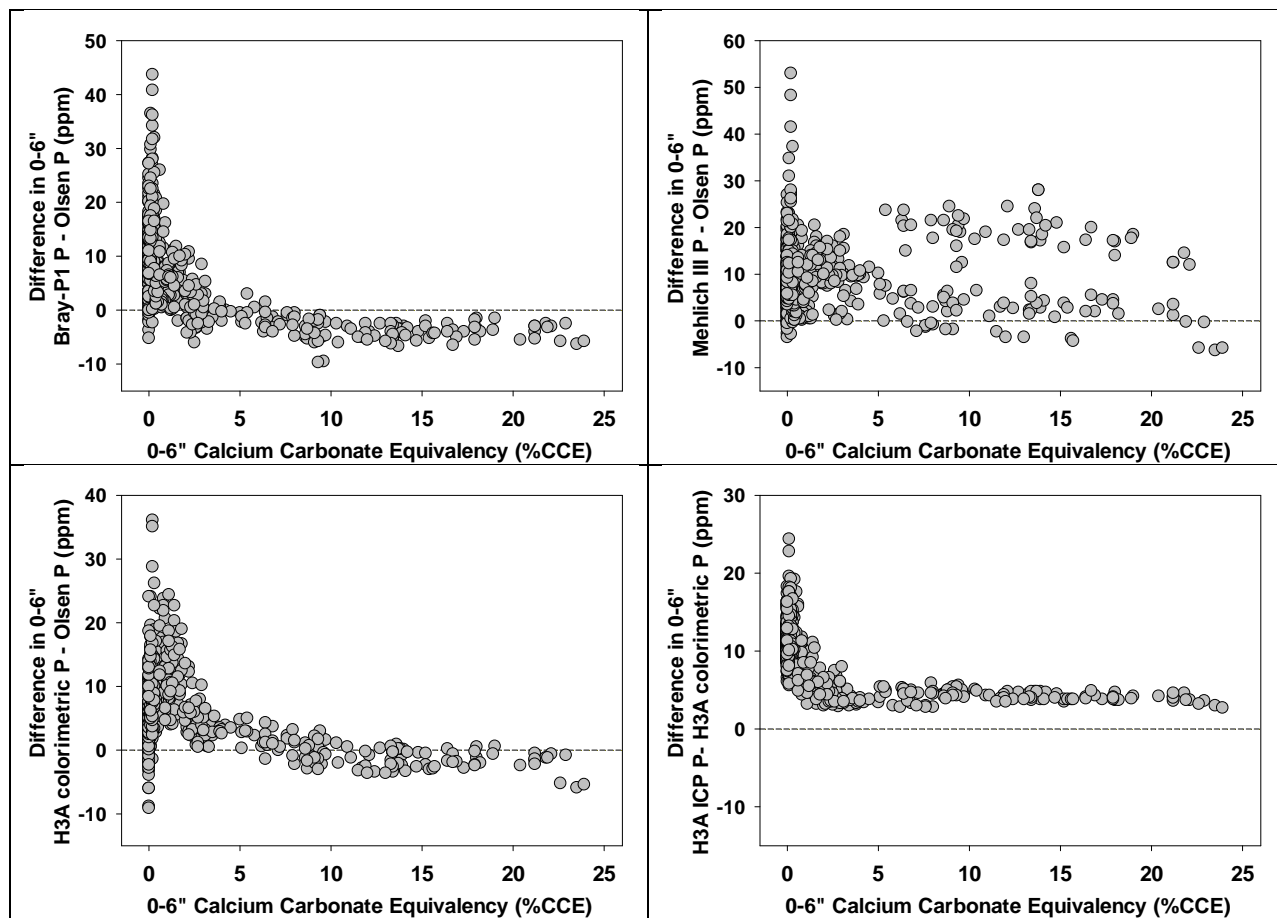 Difference in 0-6"
Bray-P1 P - Olsen P (ppm)
50
40
30
20
10
0
-10
0 5 10 15 20 25
0-6" Calcium Carbonate Equivalency (%CCE)
Difference in 0-6"
Mehlich III P - Olsen P (ppm)
60
50
40
30
20
10
0
-10
0 5 10 15 20 25
0-6" Calcium Carbonate Equivalency (%CCE)
Difference in 0-6"
H3A colorimetric P - Olsen P (ppm)
40
30
20
10
0
-10
0 5 10 15 20 25
0-6" Calcium Carbonate Equivalency (%CCE)
Difference in 0-6"
H3A ICP P- H3A colorimetric P (ppm)
30
20
10
0
-10
0 5 10 15 20 25
0-6" Calcium Carbonate Equivalency (%CCE)